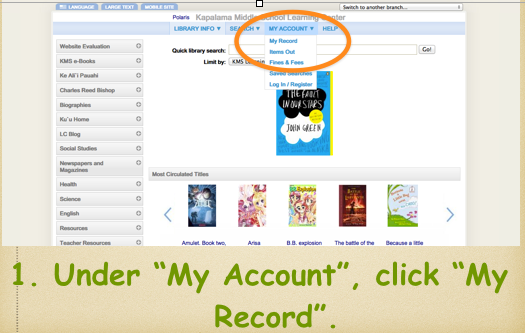 LANGUAGE LARGE TEXT MOBILE SITE Switch to another branch...
Polaris Kapalama Middle School Learning Center
LIBRARY INFO ▼ SEARCH ▼ MY ACCOUNT ▼ HELP
My Record
Items Out
Fines & Fees
Saved Searches
Log In / Register
Quick library search: Go!
Limit by: KMS Learning
Website Evaluation
KMS e-Books
Ke Ali`i Pauahi
Charles Reed Bishop
Biographies
Ku`u Home
LC Blog
Social Studies
Newspapers and
Magazines
Health
Science
English
Resources
Teacher Resources
THE FAULT
IN OUR STARS
JOHN GREEN
Most Circulated Titles
Amulet. Book two, Arisa B.B. explosion The battle of the Because a little
1. Under “My Account”, click “My
Record”.